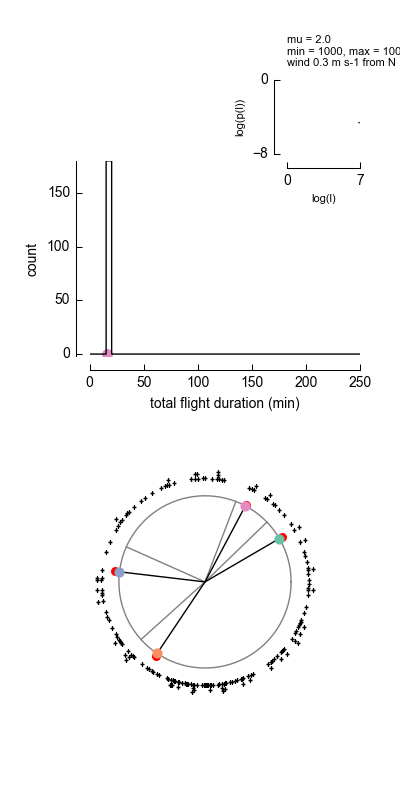 mu = 2.0
min = 1000, max = 100
wind 0.3 m s-1 from N
0
log(p(l))
−8
0
7
log(l)
150
count
100
50
0
0
50
100
150
200
250
total flight duration (min)